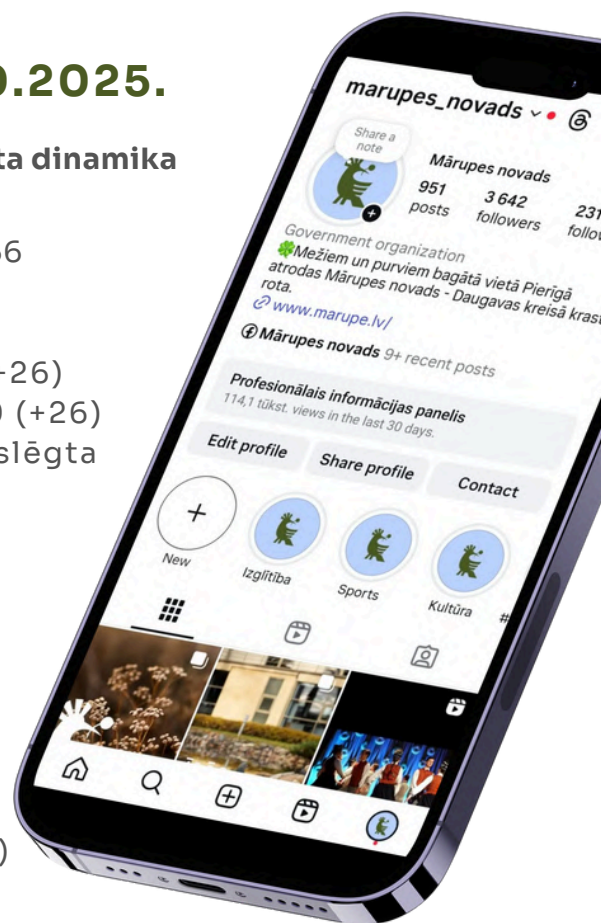 .2025.
ta dinamika
6
+26)
(+26)
slēgta
)
marupes_novads
Share a
note
Mārupes novads
951
3 642
231
posts
followers
follow
Government organization
🍀Mežiem un purviem bagātā vietā Pierīgā
atrodas Mārupes novads - Daugavas kreisā krast
rota.
www.marupe.lv/
Mārupes novads 9+ recent posts
Profesionālais informācijas panelis
114,1 tūkst. views in the last 30 days.
Edit profile
Share profile
Contact
New
Izglītība
Sports
Kultūra
#